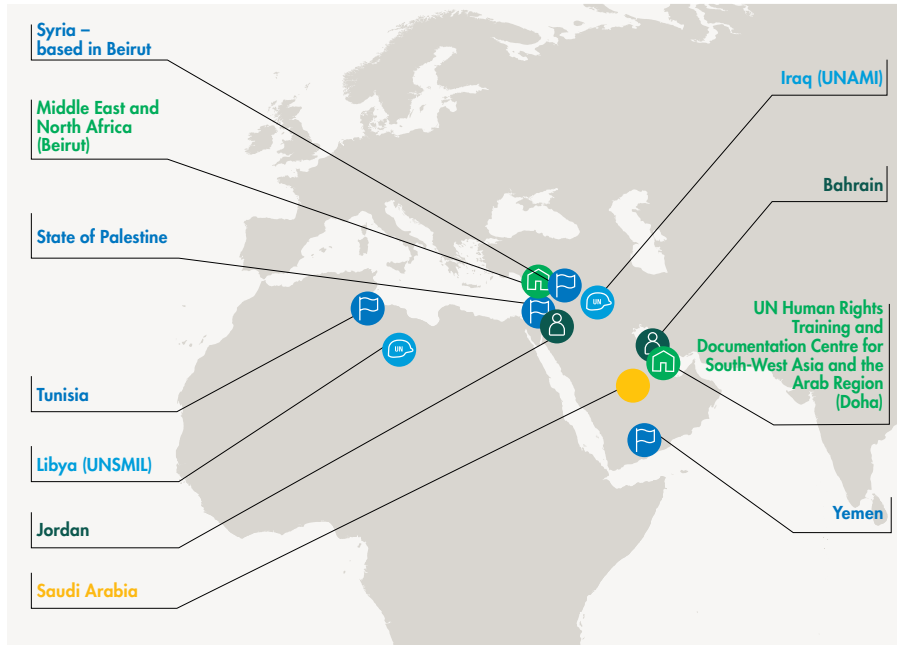 Syria –
based in Beirut
Middle East and
North Africa
(Beirut)
State of Palestine
Tunisia
Libya (UNSMIL)
Jordan
Saudi Arabia
Iraq (UNAMI)
Bahrain
UN Human Rights
Training and
Documentation Centre for
South-West Asia and the
Arab Region
(Doha)
Yemen
UN
UN